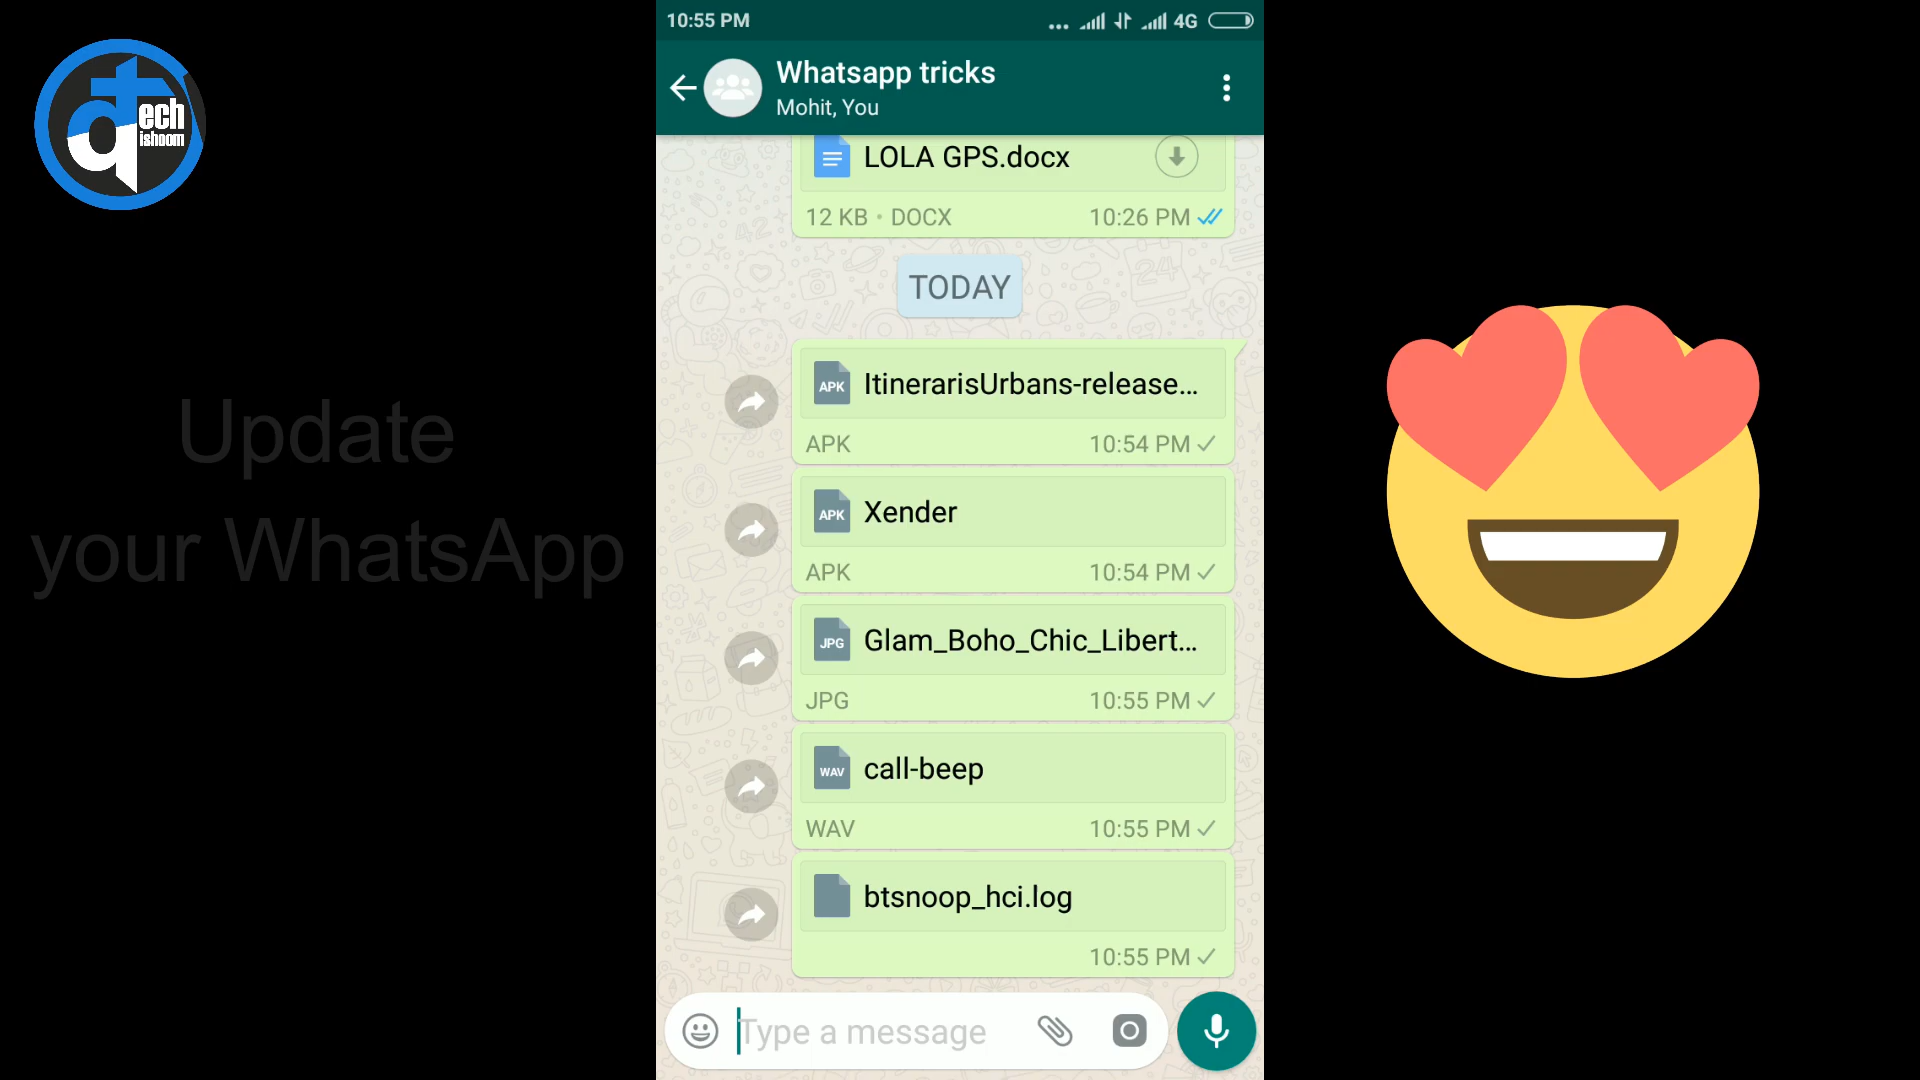 tech
ishoom
Update
your WhatsApp
10:55 PM
4G
Whatsapp tricks
Mohit, You
LOLA GPS.docx
12 KB • DOCX 10:26 PM
TODAY
APK ItinerarisUrbans-release...
APK 10:54 PM
APK Xender
APK 10:54 PM
JPG Glam_Boho_Chic_Libert...
JPG 10:55 PM
WAV call-beep
WAV 10:55 PM
btsnoop_hci.log
10:55 PM
Type a message